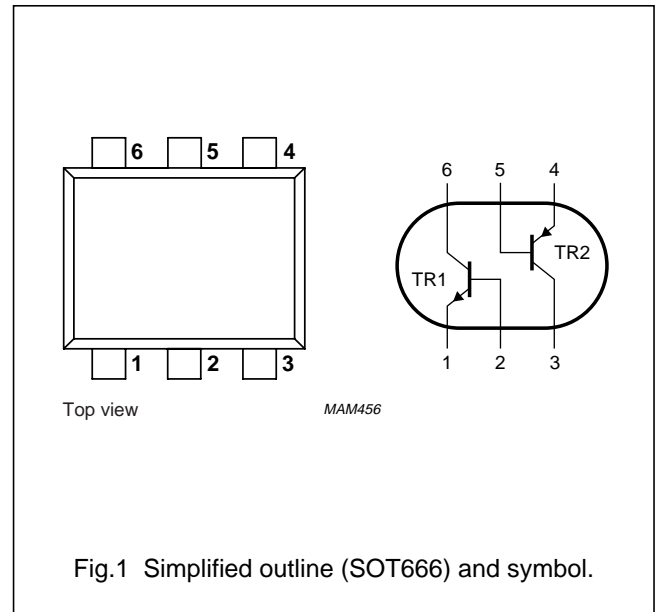 6 5 4
6 5 4
TR1 TR2
1 2 3
1 2 3
Top view MAM456
Fig.1 Simplified outline (SOT666) and symbol.